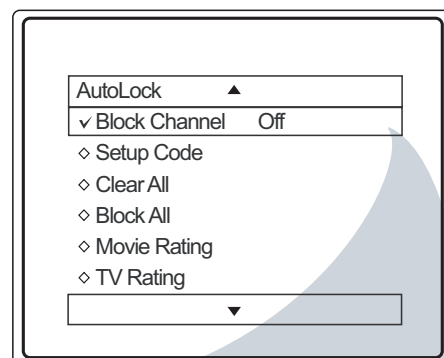 AutoLock
Block Channel Off
Setup Code
Clear All
Block All
Movie Rating
TV Rating